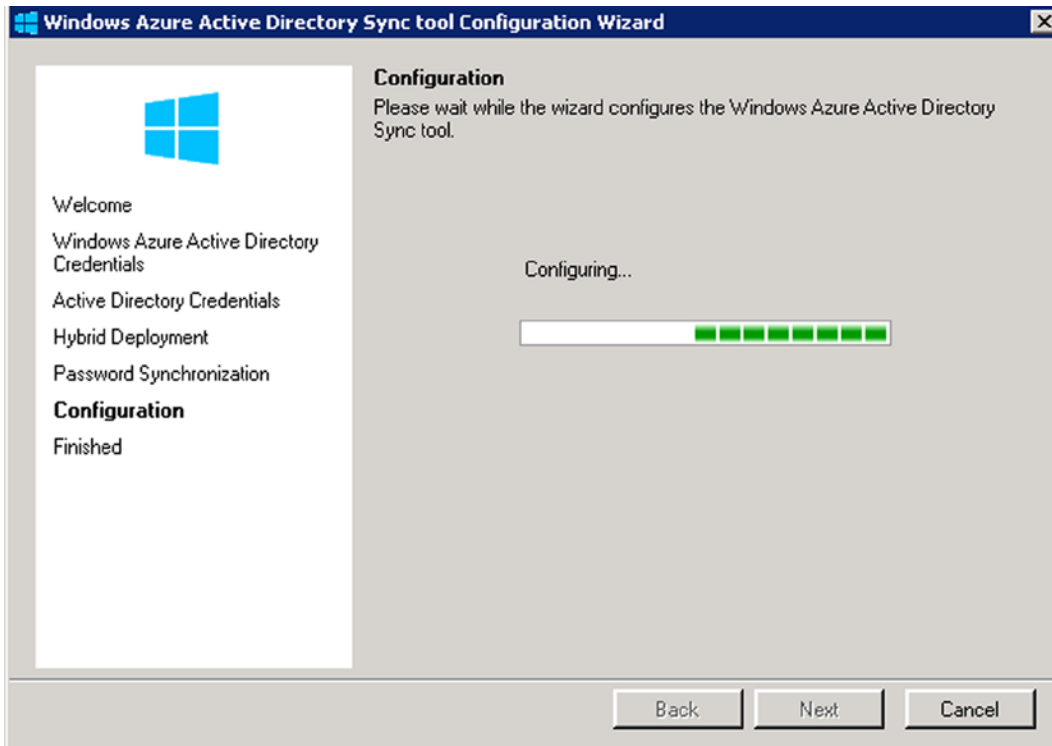 Windows Azure Active Directory Sync tool Configuration Wizard
Configuration
Please wait while the wizard configures the Windows Azure Active Directory
Sync tool.
Welcome
Windows Azure Active Directory
Credentials
Active Directory Credentials
Hybrid Deployment
Password Synchronization
Configuration
Finished
Configuring...
Back
Next
Cancel